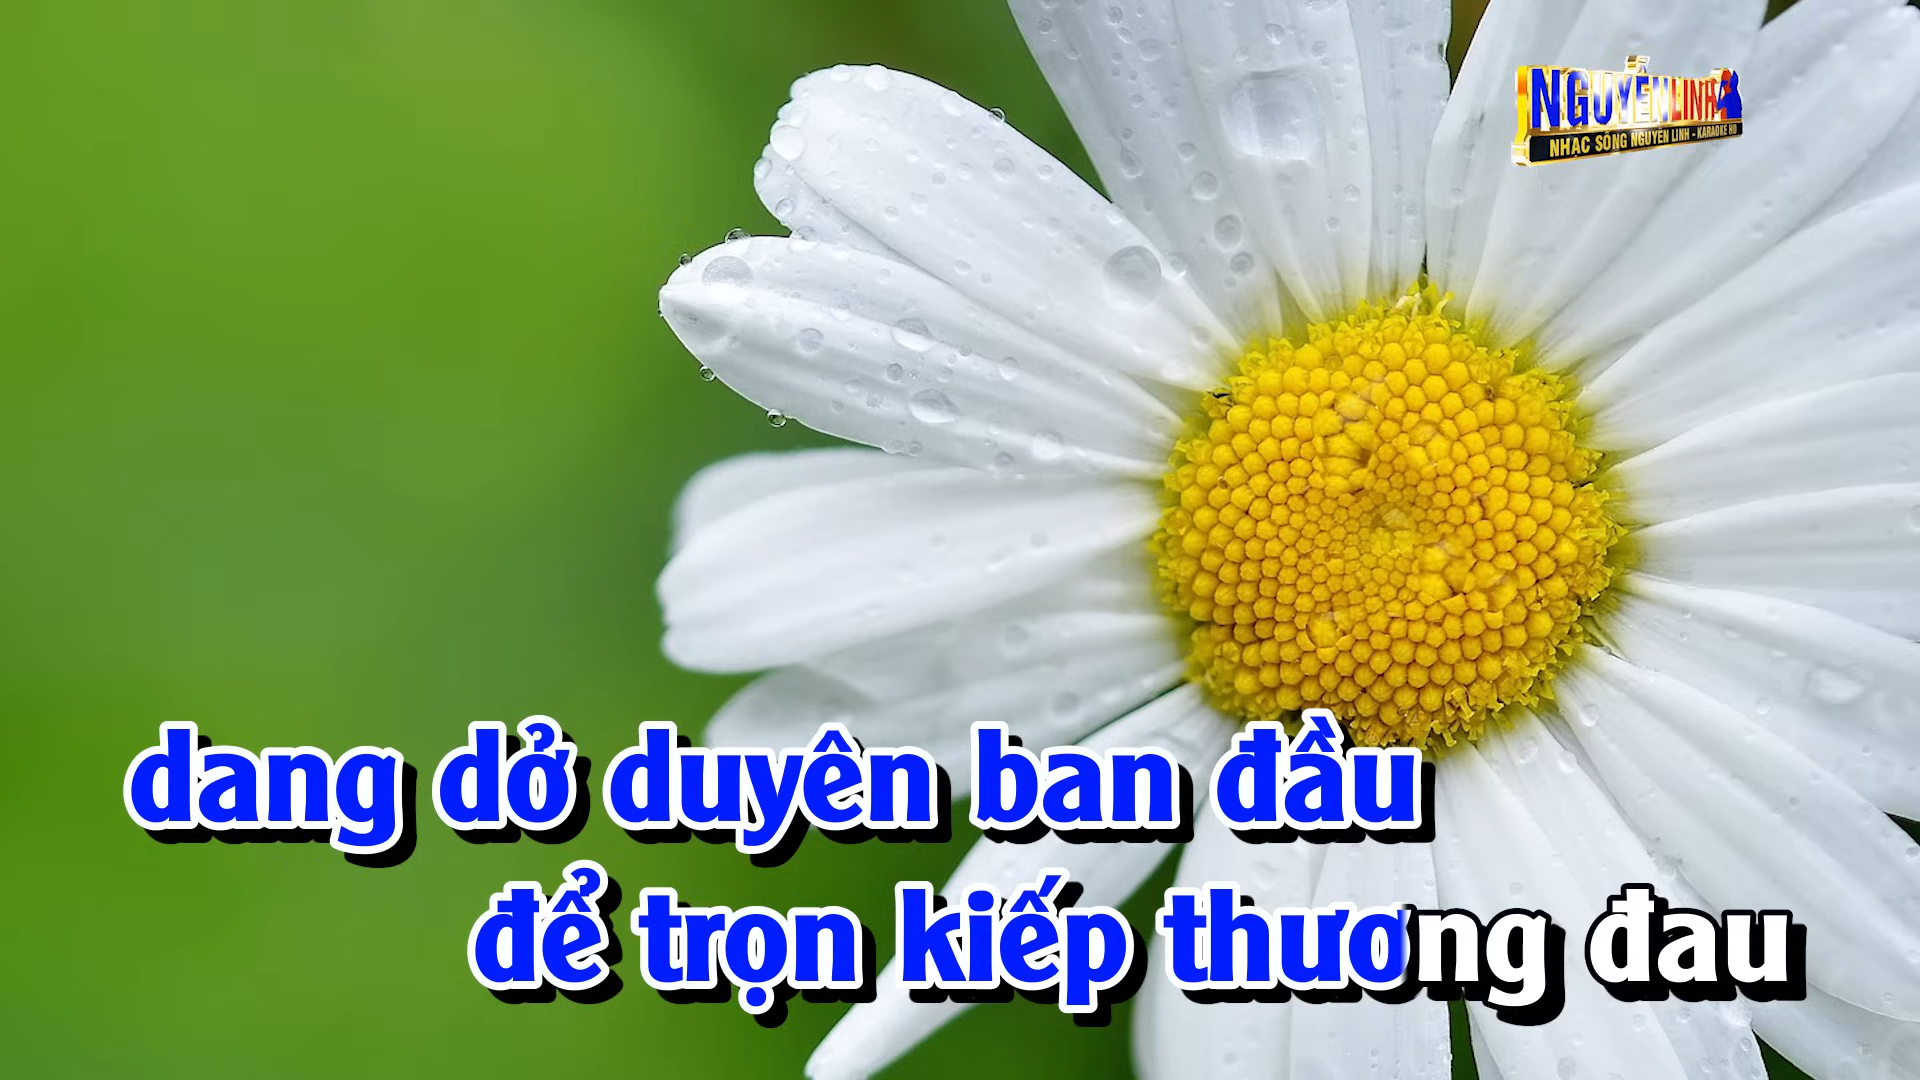 NGUYỄN LINH
NHẠC SỐNG NGUYỄN LINH - KARAOKE HD
dang dở duyên ban đầu
để trọn kiếp thương đau